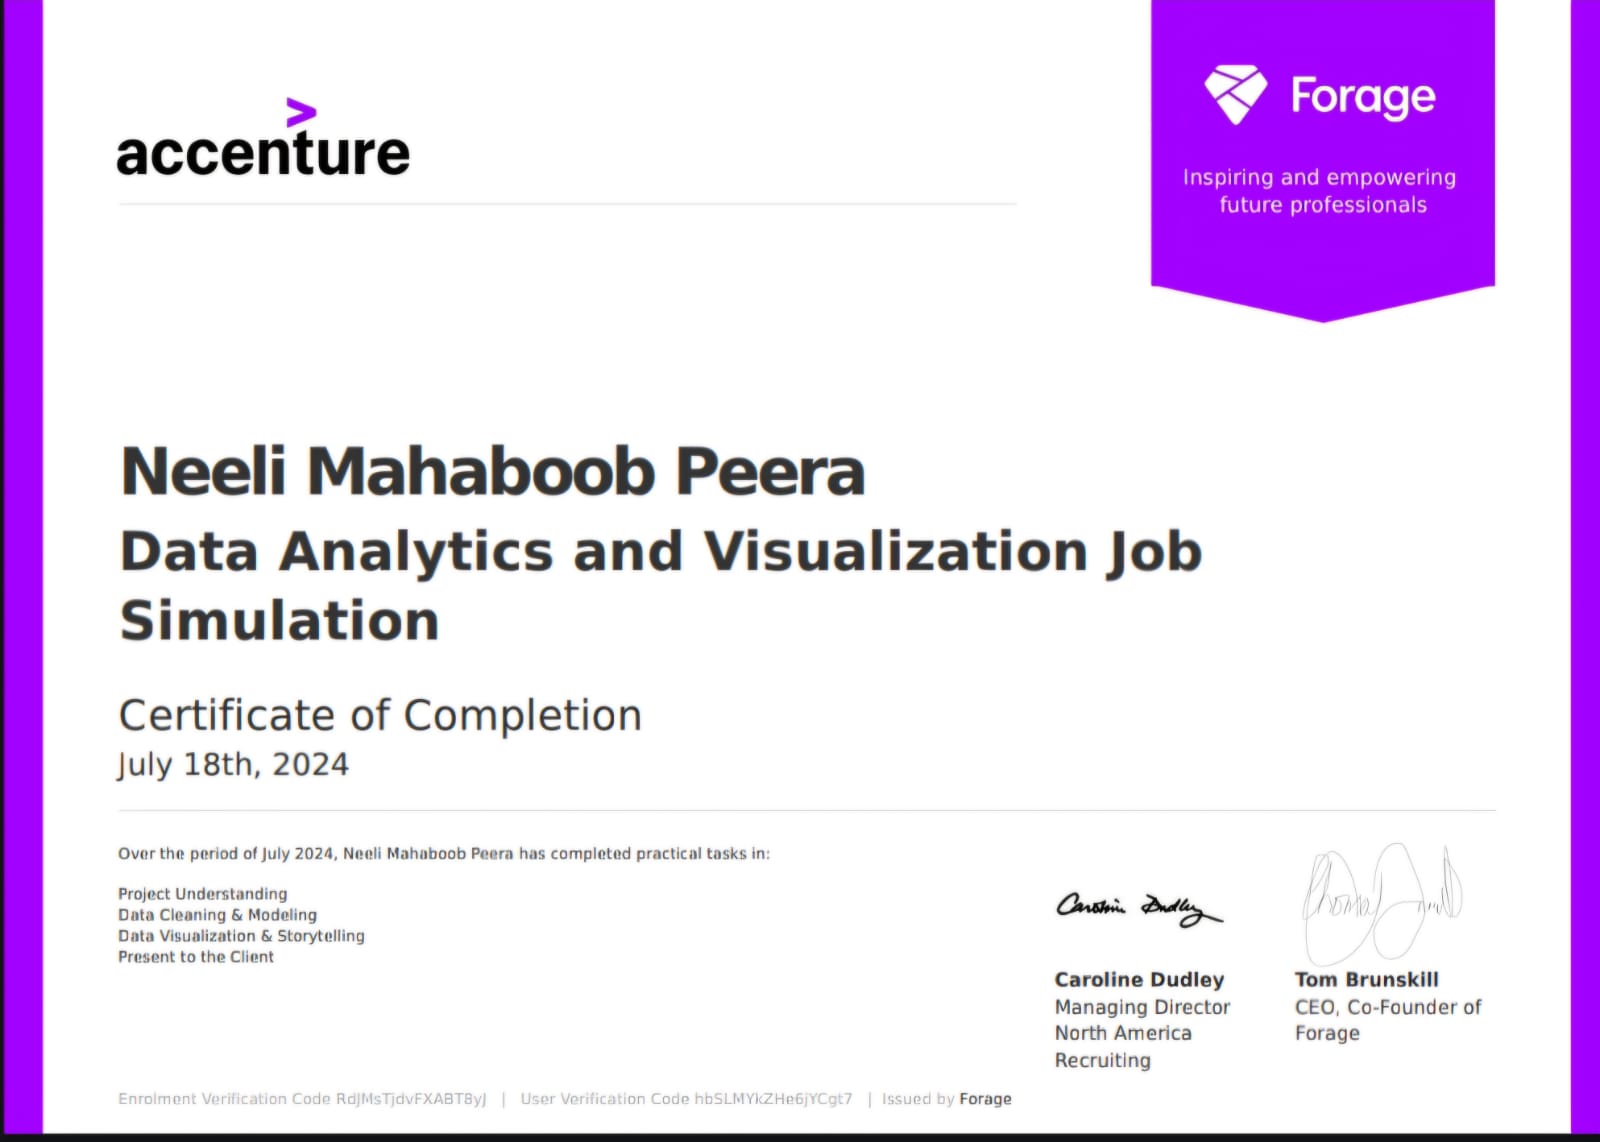 accenture
>
Forage
Inspiring and empowering
future professionals
Neeli Mahaboob Peera
Data Analytics and Visualization Job
Simulation
Certificate of Completion
July 18th, 2024
Over the period of July 2024, Neeli Mahaboob Peera has completed practical tasks in:
Project Understanding
Data Cleaning & Modeling
Data Visualization & Storytelling
Present to the Client
Caroline Dudley
Caroline Dudley
Managing Director
North America
Recruiting
Tom Brunskill
CEO, Co-Founder of
Forage
Enrolment Verification Code RdJMsTjdvFXABT8yJ | User Verification Code hbSLMYkZHe6jYCgt7 | Issued by Forage